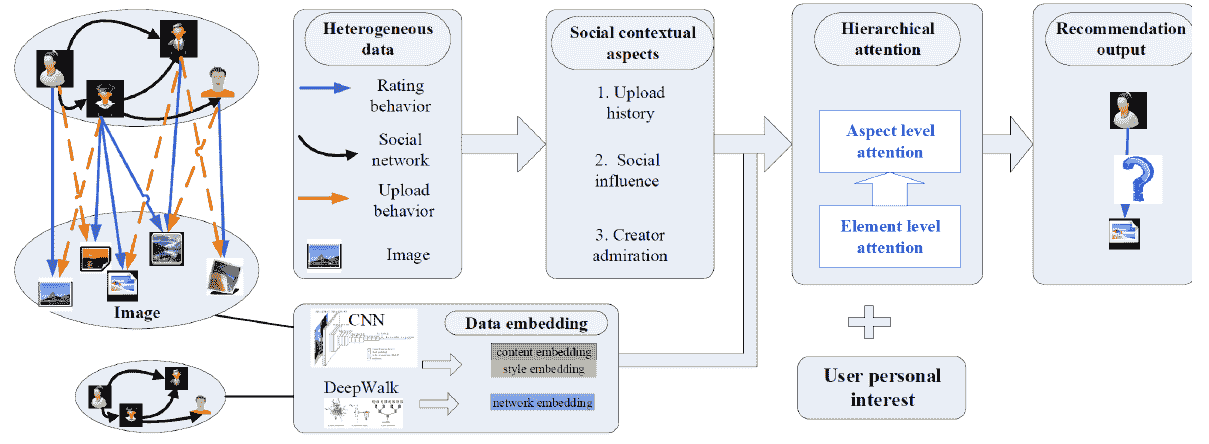 Heterogeneous
data
Rating
behavior
Social
network
Upload
behavior
Image
Social contextual
aspects
1. Upload
history
2. Social
influence
3. Creator
admiration
Hierarchical
attention
Aspect level
attention
Element level
attention
Recommendation
output
Image
CNN
Data embedding
content embedding
style embedding
DeepWalk
network embedding
User personal
interest